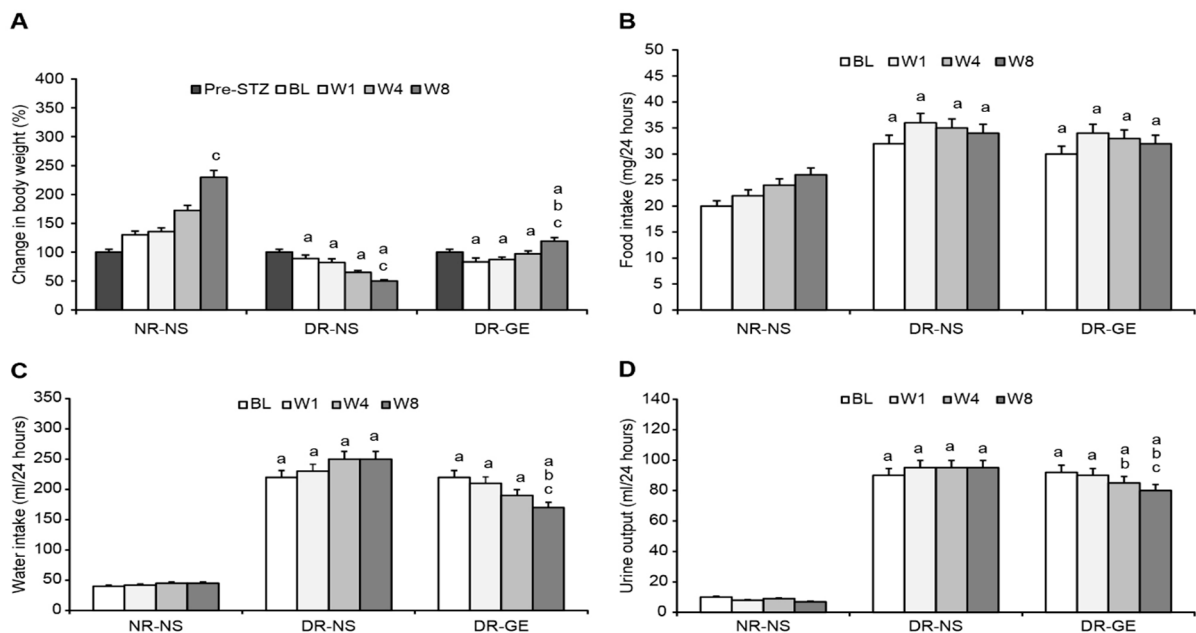 A
Change in body weight (%)
400
350
300
250
200
150
100
50
0
Pre-STZ BL W1 W4 W8
c
a a a a
c
a a a a
b
c
NR-NS DR-NS DR-GE
B
Food intake (mg/24 hours)
50
45
40
35
30
25
20
15
10
5
0
BL W1 W4 W8
a a a a
a a a a
NR-NS DR-NS DR-GE
C
Water intake (ml/24 hours)
350
300
250
200
150
100
50
0
BL W1 W4 W8
a a a a
a a a a
b
c
NR-NS DR-NS DR-GE
D
Urine output (ml/24 hours)
140
120
100
80
60
40
20
0
BL W1 W4 W8
a a a a
a a a a
b b
c
NR-NS DR-NS DR-GE